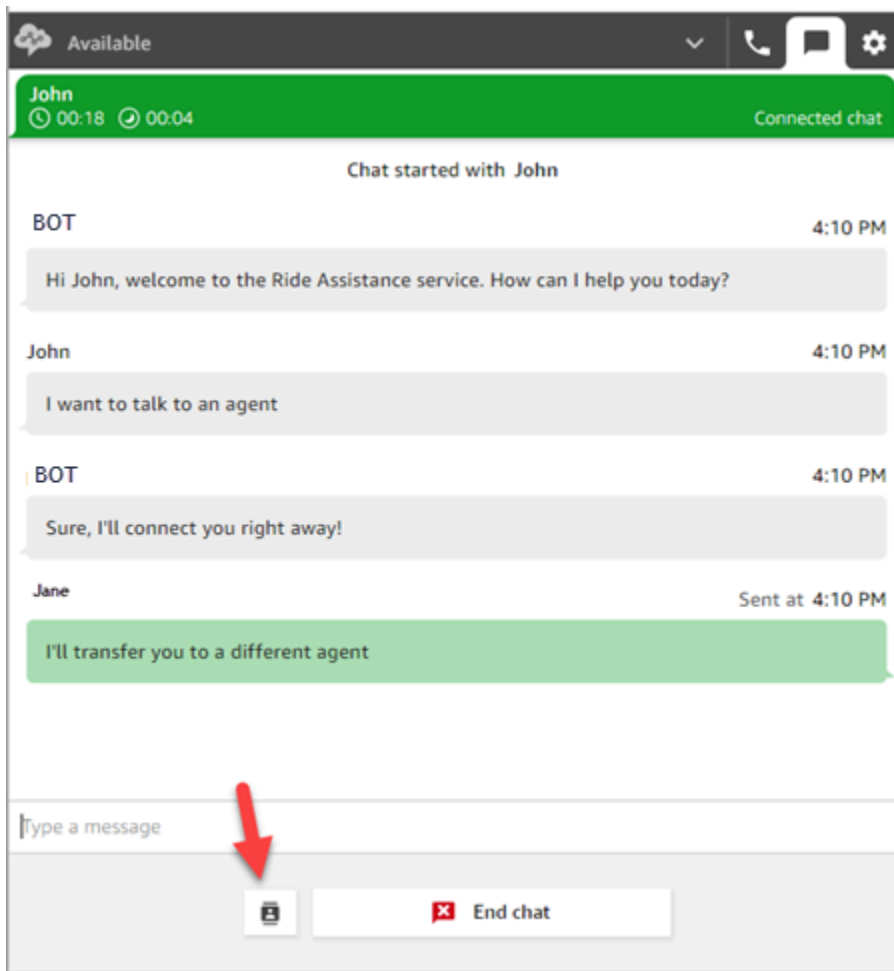 Available
John
00:18 00:04 Connected chat
Chat started with John
BOT 4:10 PM
Hi John, welcome to the Ride Assistance service. How can I help you today?
John 4:10 PM
I want to talk to an agent
BOT 4:10 PM
Sure, I'll connect you right away!
Jane Sent at 4:10 PM
I'll transfer you to a different agent
Type a message
End chat